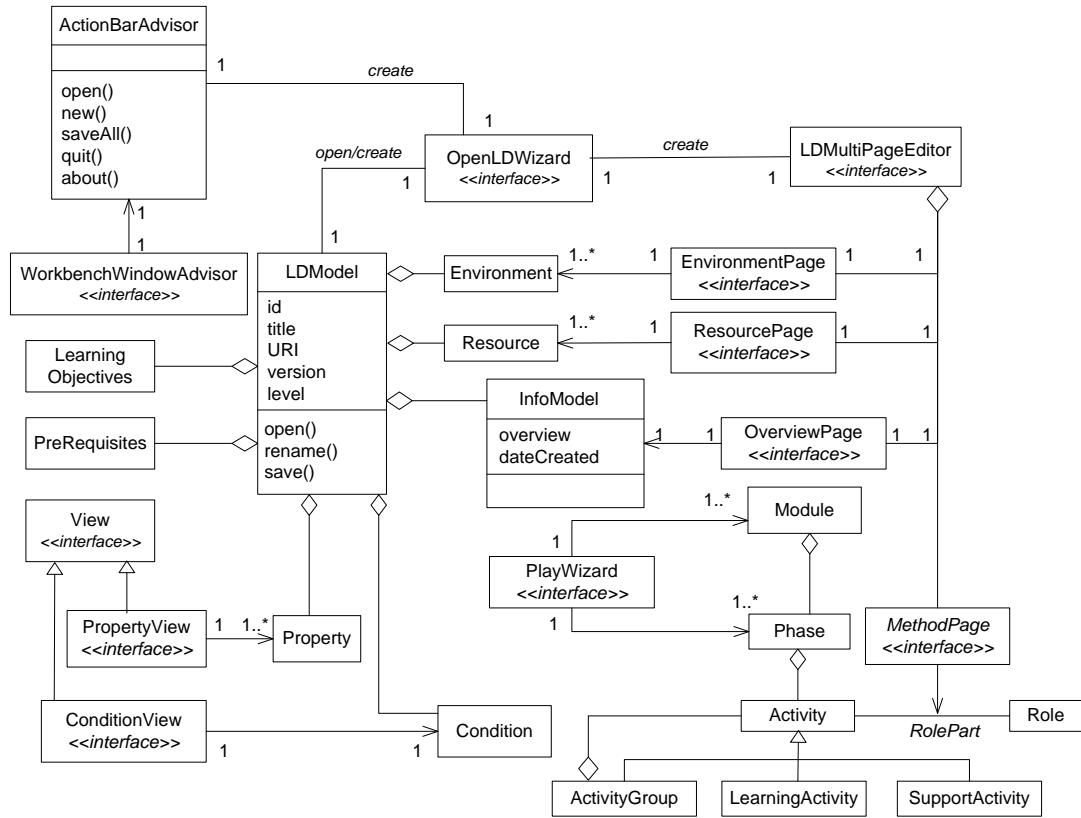 ActionBarAdvisor
open()
new()
saveAll()
quit()
about()
1
create
1
open/create
1
OpenLDWizard
<<interface>>
create
1
1
LDMultiPageEditor
<<interface>>
1
1
WorkbenchWindowAdvisor
<<interface>>
1
LDModel
id
title
URI
version
level
open()
rename()
save()
Environment
1..*
1
EnvironmentPage
<<interface>>
1
1
Resource
1..*
1
ResourcePage
<<interface>>
1
1
Learning
Objectives
PreRequisites
InfoModel
overview
dateCreated
1
1
OverviewPage
<<interface>>
1
1
View
<<interface>>
1..*
Module
1
PlayWizard
<<interface>>
1
1..*
Phase
PropertyView
<<interface>>
1
1..*
Property
MethodPage
<<interface>>
ConditionView
<<interface>>
1
1
Condition
Activity
RolePart
Role
ActivityGroup
LearningActivity
SupportActivity